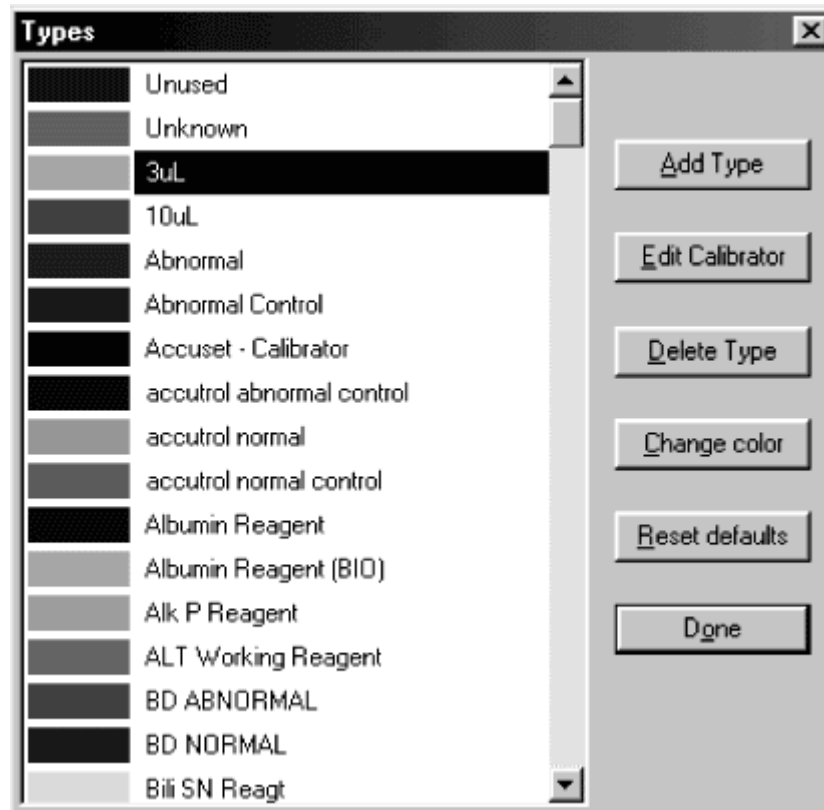 Types
Unused
Unknown
3uL
10uL
Abnormal
Abnormal Control
Accuset - Calibrator
accutrol abnormal control
accutrol normal
accutrol normal control
Albumin Reagent
Albumin Reagent (BIO)
Alk P Reagent
ALT Working Reagent
BD ABNORMAL
BD NORMAL
Bili SN Reagt
Add Type
Edit Calibrator
Delete Type
Change color
Reset defaults
Done